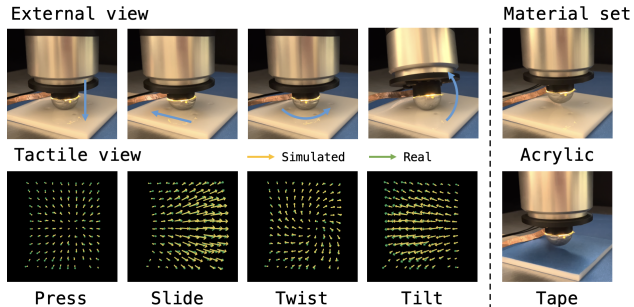 External view
Material set
Tactile view
Simulated
Real
Acrylic
Press
Slide
Twist
Tilt
Tape